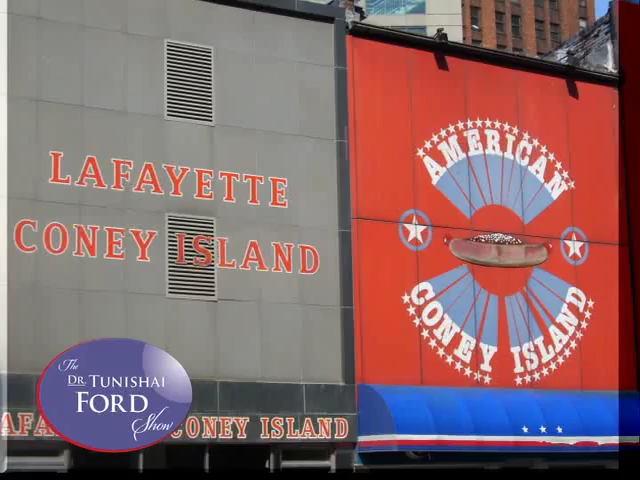 LAFAYETTE
CONEY ISLAND
AMERICAN
CONEY ISLAND
The
DR. TUNISHAI
FORD
Show
CONEY ISLAND